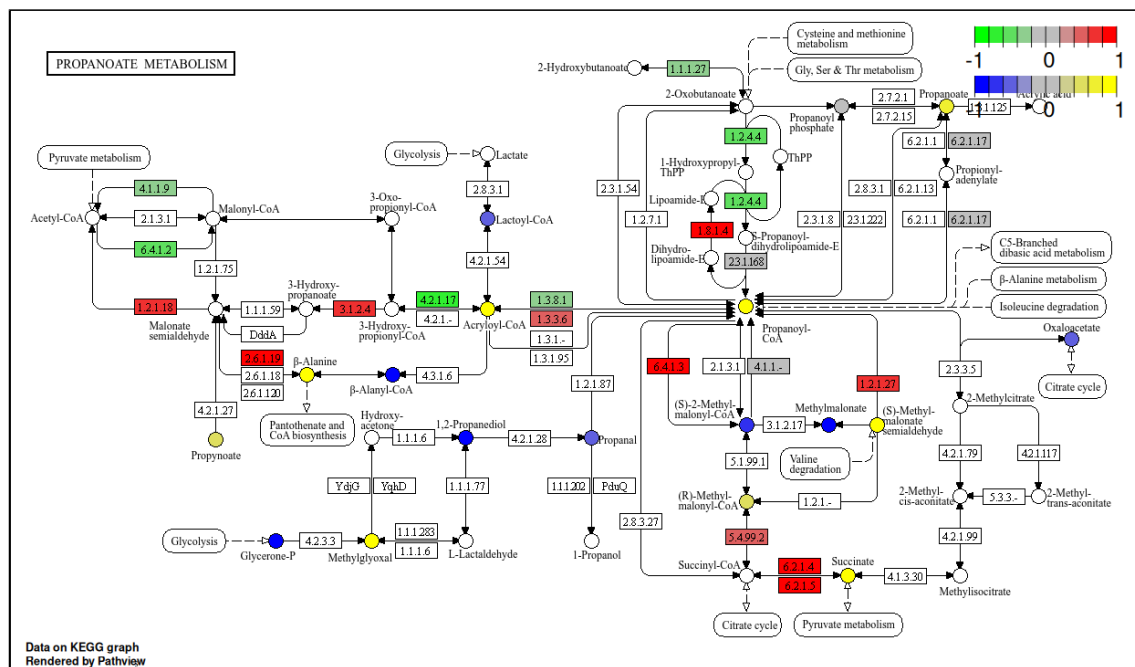 PROPANOATE METABOLISM
Cysteine and methionine
metabolism
-1 0 1
-1 0 1
2-Hydroxybutanoate
1.1.1.27
Gly, Ser & Thr metabolism
2-Oxobutanoate
Propanoyl
phosphate
2.7.2.1
2.7.2.15
Propanoate
1.3.1.125
Acrylic acid
1.2.4.4
ThPP
6.2.1.1
6.2.1.17
Pyruvate metabolism
Glycolysis
Lactate
1-Hydroxypropyl-
ThPP
Propionyl-
adenylate
4.1.1.9
2.8.3.1
2.3.1.54
2.8.3.1
6.2.1.13
Acetyl-CoA
2.1.3.1
Malonyl-CoA
3-Oxo-
propionyl-CoA
Lactoyl-CoA
Lipoamide-E
1.2.4.4
1.2.7.1
2.3.1.8
2.3.1.222
6.2.1.1
6.2.1.17
6.4.1.2
1.8.1.4
S-Propanoyl-
dihydrolipoamide-E
C5-Branched
dibasic acid metabolism
1.2.1.75
4.2.1.54
Dihydro-
lipoamide-E
2.3.1.168
β-Alanine metabolism
3-Hydroxy-
propanoate
1.2.1.18
1.1.1.59
3.1.2.4
4.2.1.17
4.2.1.-
1.3.8.1
1.3.3.6
Isoleucine degradation
Malonate
semialdehyde
DddA
3-Hydroxy-
propionyl-CoA
Acryloyl-CoA
1.3.1.-
1.3.1.95
Propanoyl-
CoA
Oxaloacetate
2.6.1.19
2.6.1.18
2.6.1.120
β-Alanine
β-Alanyl-CoA
4.3.1.6
6.4.1.3
2.1.3.1
4.1.1.-
1.2.1.27
2.3.3.5
Citrate cycle
1.2.1.87
4.2.1.27
Pantothenate and
CoA biosynthesis
Hydroxy-
acetone
1,2-Propanediol
(S)-2-Methyl-
malonyl-CoA
Methylmalonate
(S)-Methyl-
malonate
semialdehyde
2-Methylcitrate
Propynoate
1.1.1.6
4.2.1.28
Propanal
3.1.2.17
Valine
degradation
5.1.99.1
4.2.1.79
4.2.1.117
YdjG
YqhD
1.1.1.77
1.1.1.202
PduQ
(R)-Methyl-
malonyl-CoA
1.2.1.-
2-Methyl-
cis-aconitate
5.3.3.-
2-Methyl-
trans-aconitate
2.8.3.27
Glycolysis
4.2.3.3
1.1.1.283
1.1.1.6
5.4.99.2
4.2.1.99
Glycerone-P
Methylglyoxal
L-Lactaldehyde
1-Propanol
Succinyl-CoA
6.2.1.4
6.2.1.5
Succinate
4.1.3.30
Methylisocitrate
Citrate cycle
Pyruvate metabolism
Data on KEGG graph
Rendered by Pathview